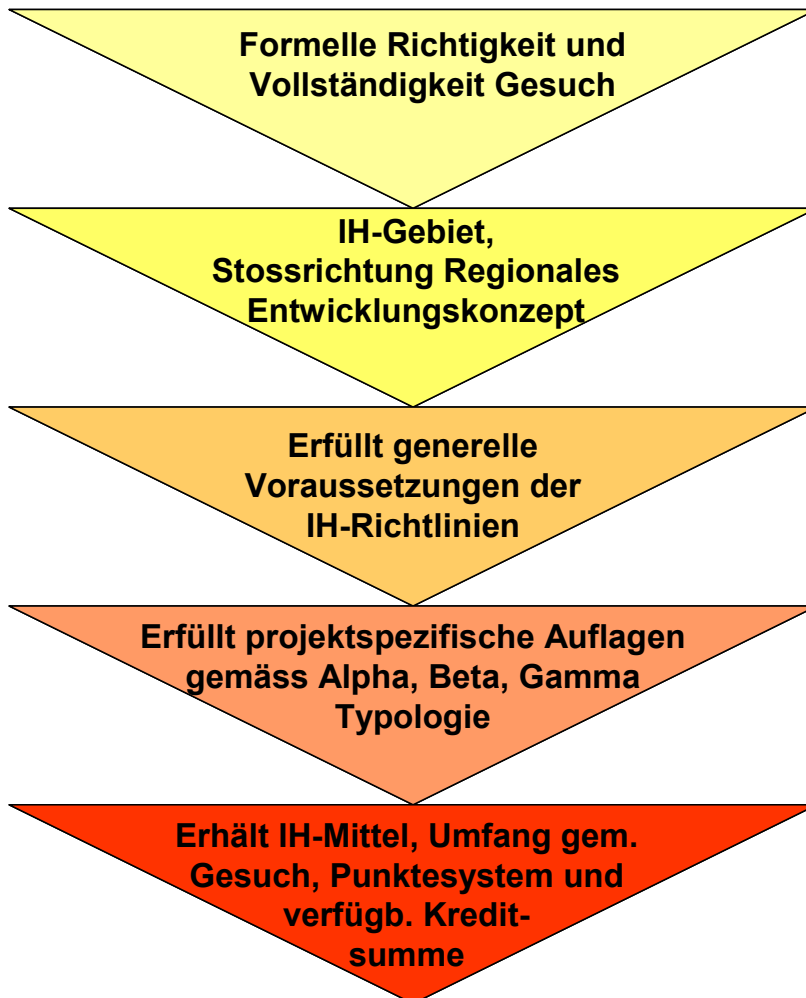 Formelle Richtigkeit und
Vollständigkeit Gesuch
IH-Gebiet,
Stossrichtung Regionales
Entwicklungskonzept
Erfüllt generelle
Voraussetzungen der
IH-Richtlinien
Erfüllt projektspezifische Auflagen
gemäss Alpha, Beta, Gamma
Typologie
Erhält IH-Mittel, Umfang gem.
Gesuch, Punktesystem und
verfügb. Kredit-
summe